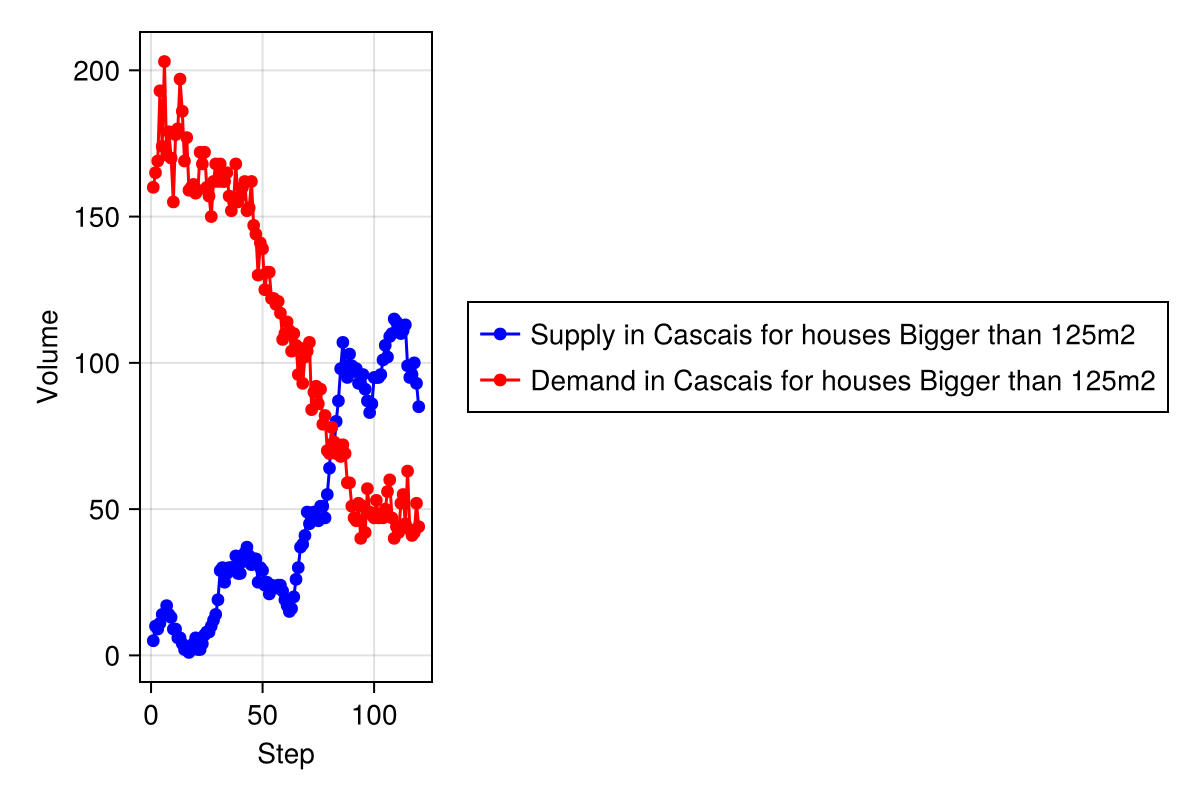 200
150
100
50
0
Volume
0 50 100
Step
Supply in Cascais for houses Bigger than 125m2
Demand in Cascais for houses Bigger than 125m2